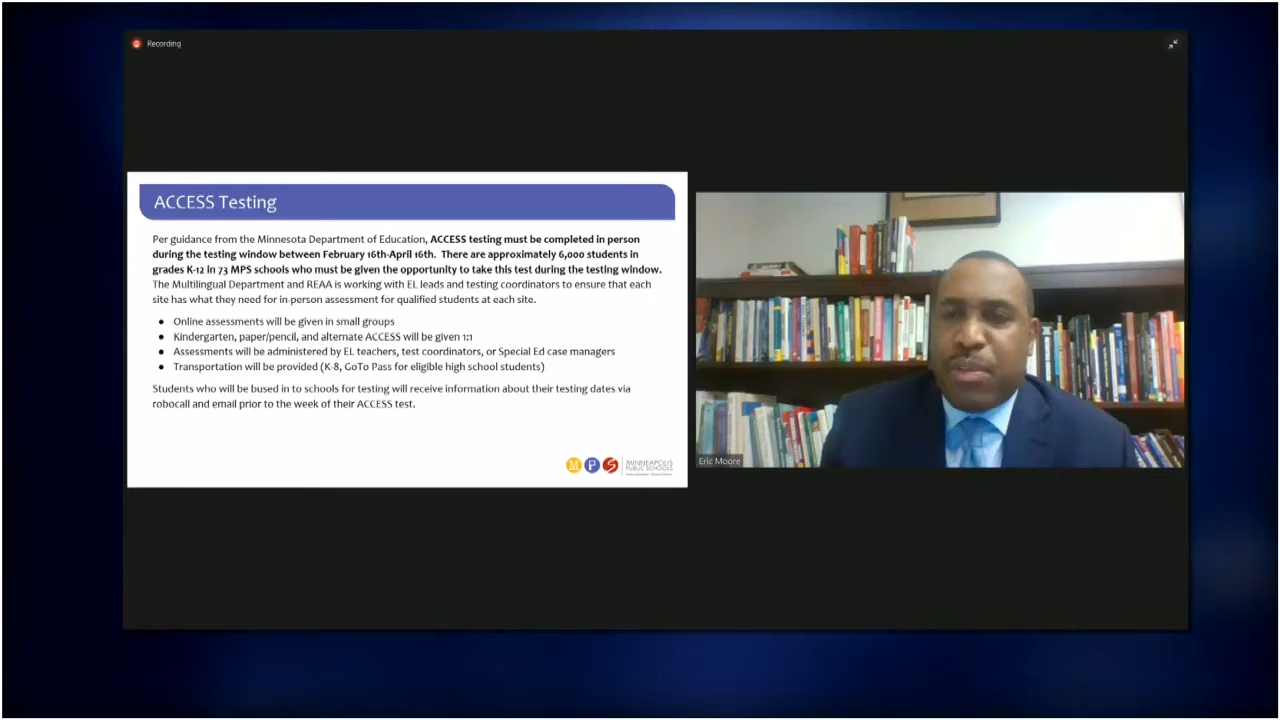 Recording
ACCESS Testing
Per guidance from the Minnesota Department of Education, ACCESS testing must be completed in person
during the testing window between February 16th-April 16th. There are approximately 6,000 students in
grades K-12 in 73 MPS schools who must be given the opportunity to take this test during the testing window.
The Multilingual Department and REAA is working with EL leads and testing coordinators to ensure that each
site has what they need for in-person assessment for qualified students at each site.
● Online assessments will be given in small groups
● Kindergarten, paper/pencil, and alternate ACCESS will be given 1:1
● Assessments will be administered by EL teachers, test coordinators, or Special Ed case managers
● Transportation will be provided (K-8, GoTo Pass for eligible high school students)
Students who will be bused in to schools for testing will receive information about their testing dates via
robocall and email prior to the week of their ACCESS test.
M P S
MINNEAPOLIS
PUBLIC SCHOOLS
Eric Moore